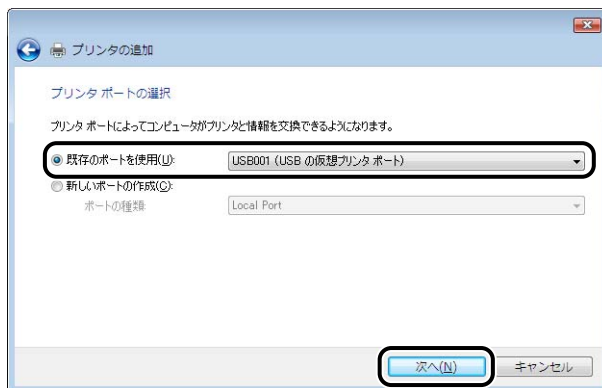 プリンタの追加
プリンタ ポートの選択
プリンタ ポートによってコンピュータがプリンタと情報を交換できるようになります。
既存のポートを使用(U): USB001 (USB の仮想プリンタ ポート)
新しいポートの作成(C):
ポートの種類: Local Port
次へ(N) キャンセル